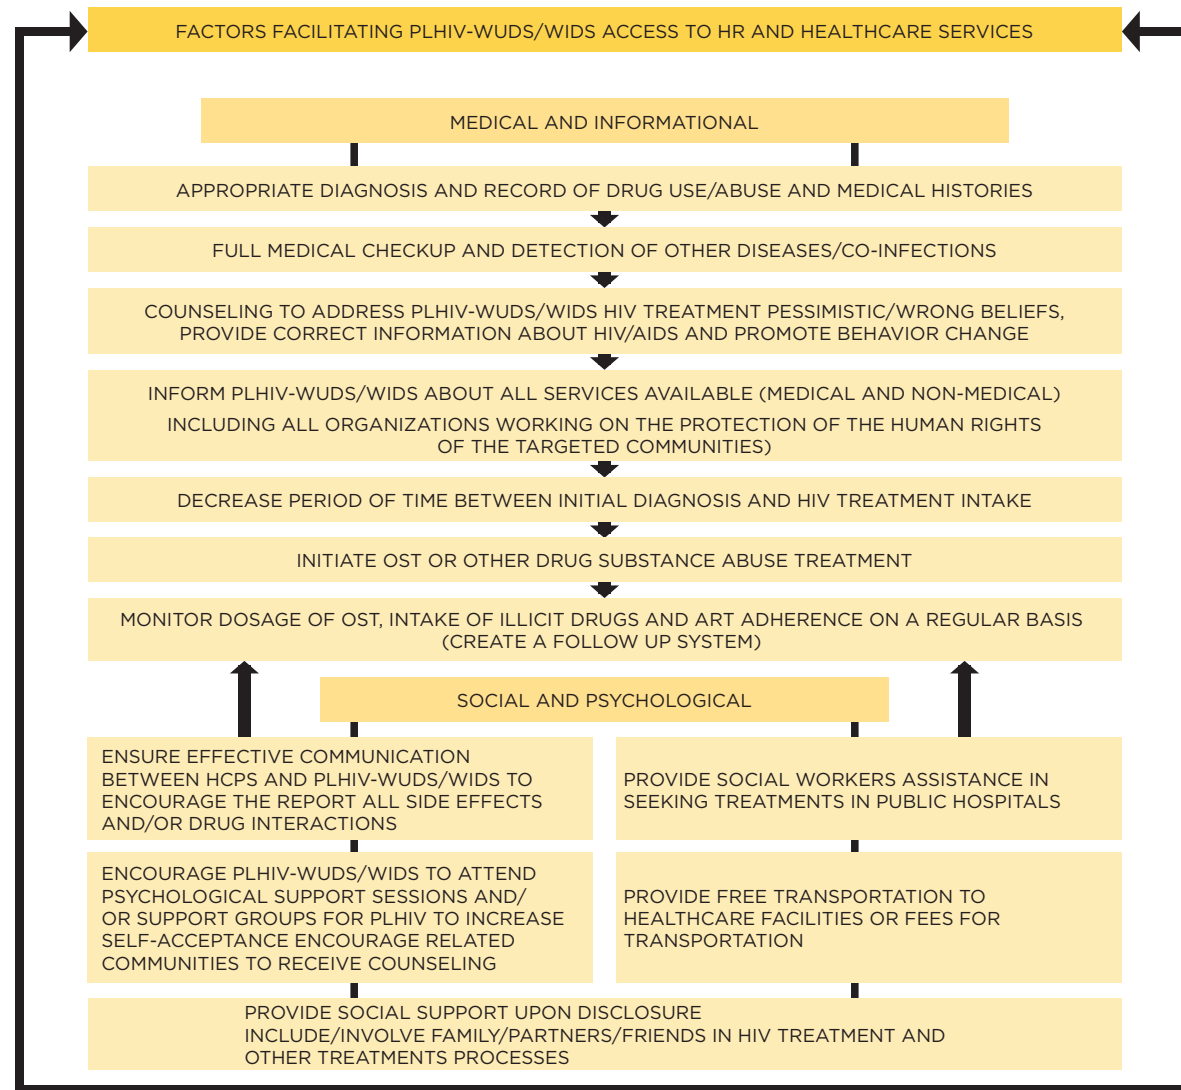 FACTORS FACILITATING PLHIV-WUDS/WIDS ACCESS TO HR AND HEALTHCARE SERVICES
MEDICAL AND INFORMATIONAL
APPROPRIATE DIAGNOSIS AND RECORD OF DRUG USE/ABUSE AND MEDICAL HISTORIES
FULL MEDICAL CHECKUP AND DETECTION OF OTHER DISEASES/CO-INFECTIONS
COUNSELING TO ADDRESS PLHIV-WUDS/WIDS HIV TREATMENT PESSIMISTIC/WRONG BELIEFS,
PROVIDE CORRECT INFORMATION ABOUT HIV/AIDS AND PROMOTE BEHAVIOR CHANGE
INFORM PLHIV-WUDS/WIDS ABOUT ALL SERVICES AVAILABLE (MEDICAL AND NON-MEDICAL)
INCLUDING ALL ORGANIZATIONS WORKING ON THE PROTECTION OF THE HUMAN RIGHTS
OF THE TARGETED COMMUNITIES)
DECREASE PERIOD OF TIME BETWEEN INITIAL DIAGNOSIS AND HIV TREATMENT INTAKE
INITIATE OST OR OTHER DRUG SUBSTANCE ABUSE TREATMENT
MONITOR DOSAGE OF OST, INTAKE OF ILLICIT DRUGS AND ART ADHERENCE ON A REGULAR BASIS
(CREATE A FOLLOW UP SYSTEM)
SOCIAL AND PSYCHOLOGICAL
ENSURE EFFECTIVE COMMUNICATION
BETWEEN HCPS AND PLHIV-WUDS/WIDS TO
ENCOURAGE THE REPORT ALL SIDE EFFECTS
AND/OR DRUG INTERACTIONS
PROVIDE SOCIAL WORKERS ASSISTANCE IN
SEEKING TREATMENTS IN PUBLIC HOSPITALS
ENCOURAGE PLHIV-WUDS/WIDS TO ATTEND
PSYCHOLOGICAL SUPPORT SESSIONS AND/
OR SUPPORT GROUPS FOR PLHIV TO INCREASE
SELF-ACCEPTANCE ENCOURAGE RELATED
COMMUNITIES TO RECEIVE COUNSELING
PROVIDE FREE TRANSPORTATION TO
HEALTHCARE FACILITIES OR FEES FOR
TRANSPORTATION
PROVIDE SOCIAL SUPPORT UPON DISCLOSURE
INCLUDE/INVOLVE FAMILY/PARTNERS/FRIENDS IN HIV TREATMENT AND
OTHER TREATMENTS PROCESSES